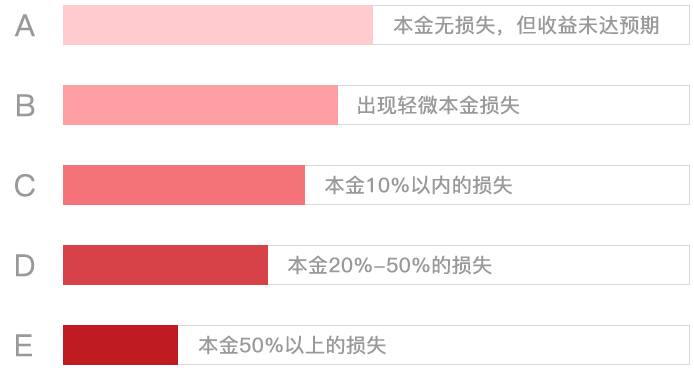 A 本金无损失，但收益未达预期
B 出现轻微本金损失
C 本金10%以内的损失
D 本金20%-50%的损失
E 本金50%以上的损失